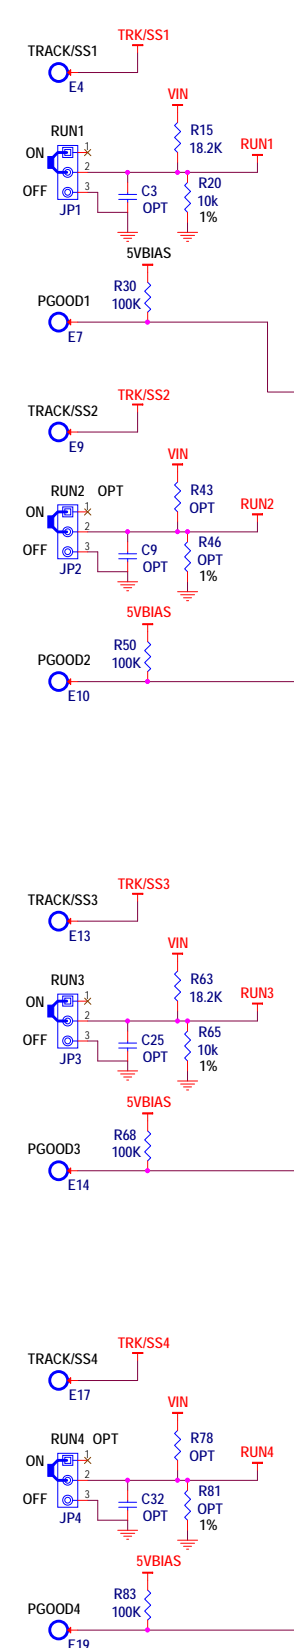 TRK/SS1
TRACK/SS1
E4
VIN
RUN1
R15
18.2K
RUN1
ON
1
2
R20
10k
1%
OFF
3
C3
OPT
JP1
5VBIAS
R30
100K
PGOOD1
E7
TRK/SS2
TRACK/SS2
E9
VIN
RUN2 OPT
R43
OPT
RUN2
ON
1
2
R46
OPT
1%
OFF
3
C9
OPT
JP2
5VBIAS
R50
100K
PGOOD2
E10
TRK/SS3
TRACK/SS3
E13
VIN
RUN3
R63
18.2K
RUN3
ON
1
2
R65
10k
1%
OFF
3
C25
OPT
JP3
5VBIAS
R68
100K
PGOOD3
E14
TRK/SS4
TRACK/SS4
E17
VIN
RUN4 OPT
R78
OPT
RUN4
ON
1
2
R81
OPT
1%
OFF
3
C32
OPT
JP4
5VBIAS
R83
100K
PGOOD4
E19